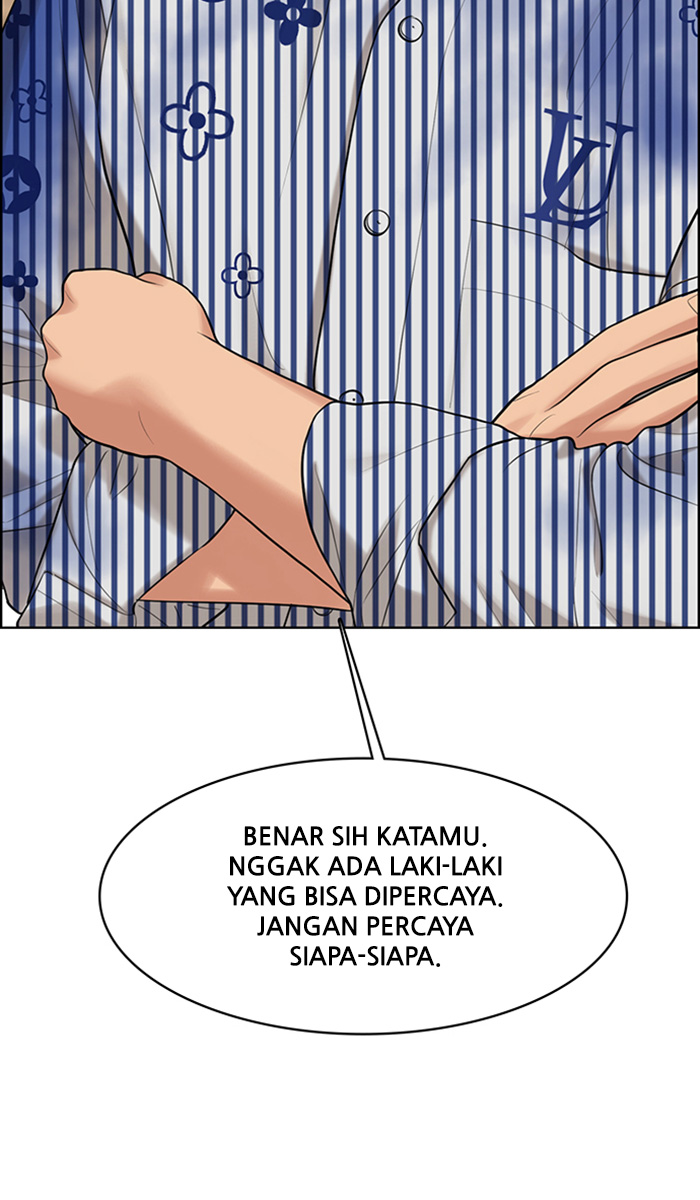 BENAR SIH KATAMU.
NGGAK ADA LAKI-LAKI
YANG BISA DIPERCAYA.
JANGAN PERCAYA
SIAPA-SIAPA.